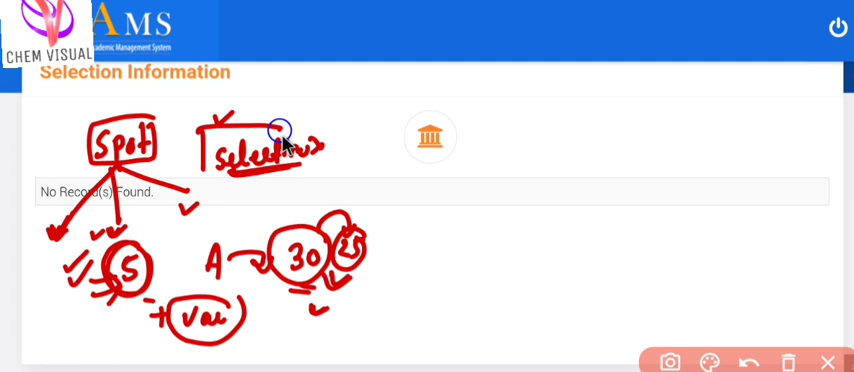 AMS
Academic Management System
CHEM VISUAL
Selection Information
Spot
Selection
No Record(s) Found.
5
A
30
25
+ Vac